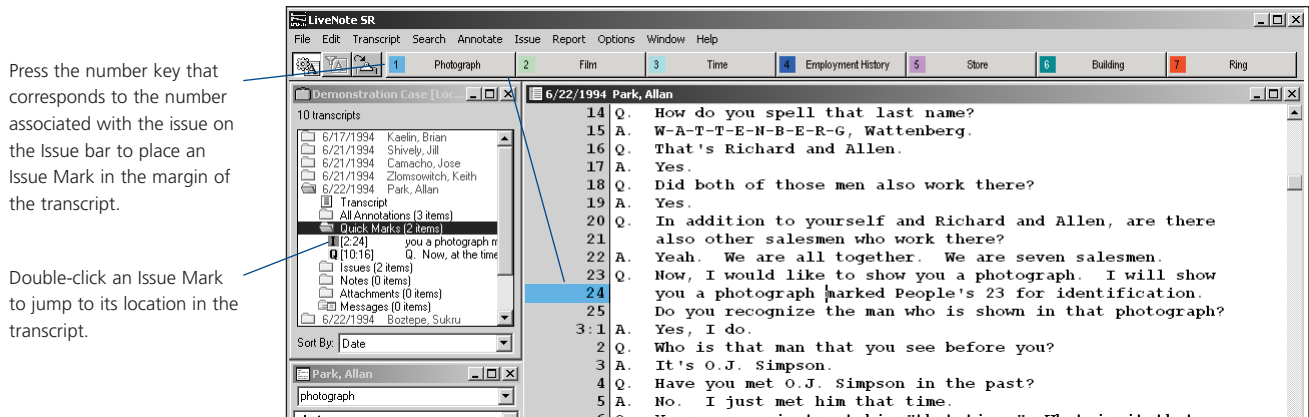 Press the number key that
corresponds to the number
associated with the issue on
the Issue bar to place an
Issue Mark in the margin of
the transcript.
Double-click an Issue Mark
to jump to its location in the
transcript.
LiveNote SR
File Edit Transcript Search Annotate Issue Report Options Window Help
1 Photograph 2 Film 3 Time 4 Employment History 5 Store 6 Building 7 Ring
Demonstration Case [Loc...
10 transcripts
6/17/1994 Kaelin, Brian
6/21/1994 Shively, Jill
6/21/1994 Camacho, Jose
6/21/1994 Zlomsowitch, Keith
6/22/1994 Park, Allan
Transcript
All Annotations (3 items)
Quick Marks (2 items)
I [2:24] you a photograph m
Q [10:16] Q. Now, at the time
Issues (2 items)
Notes (0 items)
Attachments (0 items)
Messages (0 items)
6/22/1994 Boztepe, Sukru
Sort By: Date
Park, Allan
photograph
6/22/1994 Park, Allan
14 Q. How do you spell that last name?
15 A. W-A-T-T-E-N-B-E-R-G, Wattenberg.
16 Q. That's Richard and Allen.
17 A. Yes.
18 Q. Did both of those men also work there?
19 A. Yes.
20 Q. In addition to yourself and Richard and Allen, are there
21 also other salesmen who work there?
22 A. Yeah. We are all together. We are seven salesmen.
23 Q. Now, I would like to show you a photograph. I will show
24 you a photograph marked People's 23 for identification.
25 Do you recognize the man who is shown in that photograph?
3:1 A. Yes, I do.
2 Q. Who is that man that you see before you?
3 A. It's O.J. Simpson.
4 Q. Have you met O.J. Simpson in the past?
5 A. No. I just met him that time.